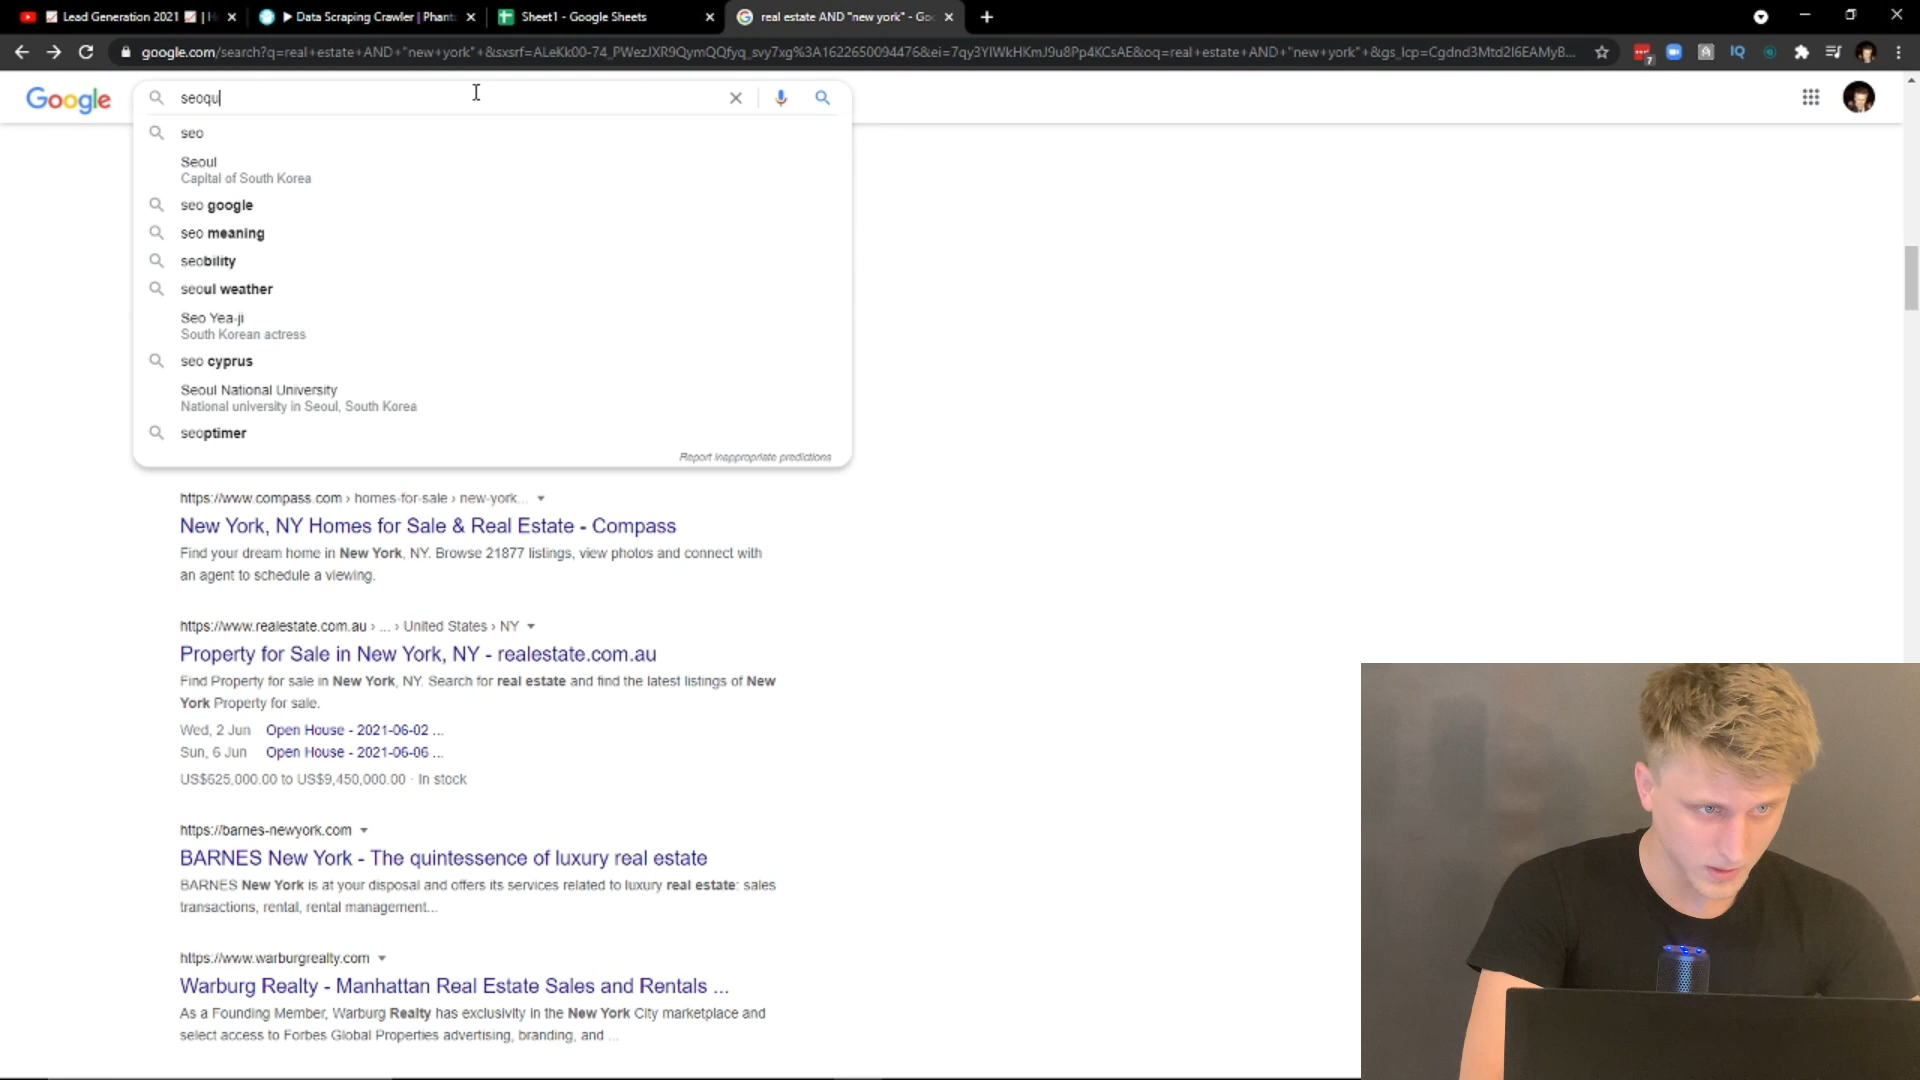 Lead Generation 2021
Data Scraping Crawler | Phant
Sheet1 - Google Sheets
real estate AND "new york" - Go
google.com/search?q=real+estate+AND+"new+york"+&sxsrf=ALeKk00-74_PWezJXR9QymQQfyq_svy7xg%3A1622650094476&ei=7qy3YIWkHKmJ9u8Pp4KCsAE&oq=real+estate+AND+"new+york"+&gs_lcp=Cgdnd3Mtd2l6EAMyB...
7
IQ
Google
seoqu
seo
Seoul
Capital of South Korea
seo google
seo meaning
seobility
seoul weather
Seo Yea-ji
South Korean actress
seo cyprus
Seoul National University
National university in Seoul, South Korea
seoptimer
Report inappropriate predictions
https://www.compass.com › homes-for-sale › new-york...
New York, NY Homes for Sale & Real Estate - Compass
Find your dream home in New York, NY. Browse 21877 listings, view photos and connect with
an agent to schedule a viewing.
https://www.realestate.com.au › ... › United States › NY
Property for Sale in New York, NY - realestate.com.au
Find Property for sale in New York, NY. Search for real estate and find the latest listings of New
York Property for sale.
Wed, 2 Jun Open House - 2021-06-02 ...
Sun, 6 Jun Open House - 2021-06-06 ...
US$625,000.00 to US$9,450,000.00 · In stock
https://barnes-newyork.com
BARNES New York - The quintessence of luxury real estate
BARNES New York is at your disposal and offers its services related to luxury real estate: sales
transactions, rental, rental management...
https://www.warburgrealty.com
Warburg Realty - Manhattan Real Estate Sales and Rentals ...
As a Founding Member, Warburg Realty has exclusivity in the New York City marketplace and
select access to Forbes Global Properties advertising, branding, and ...